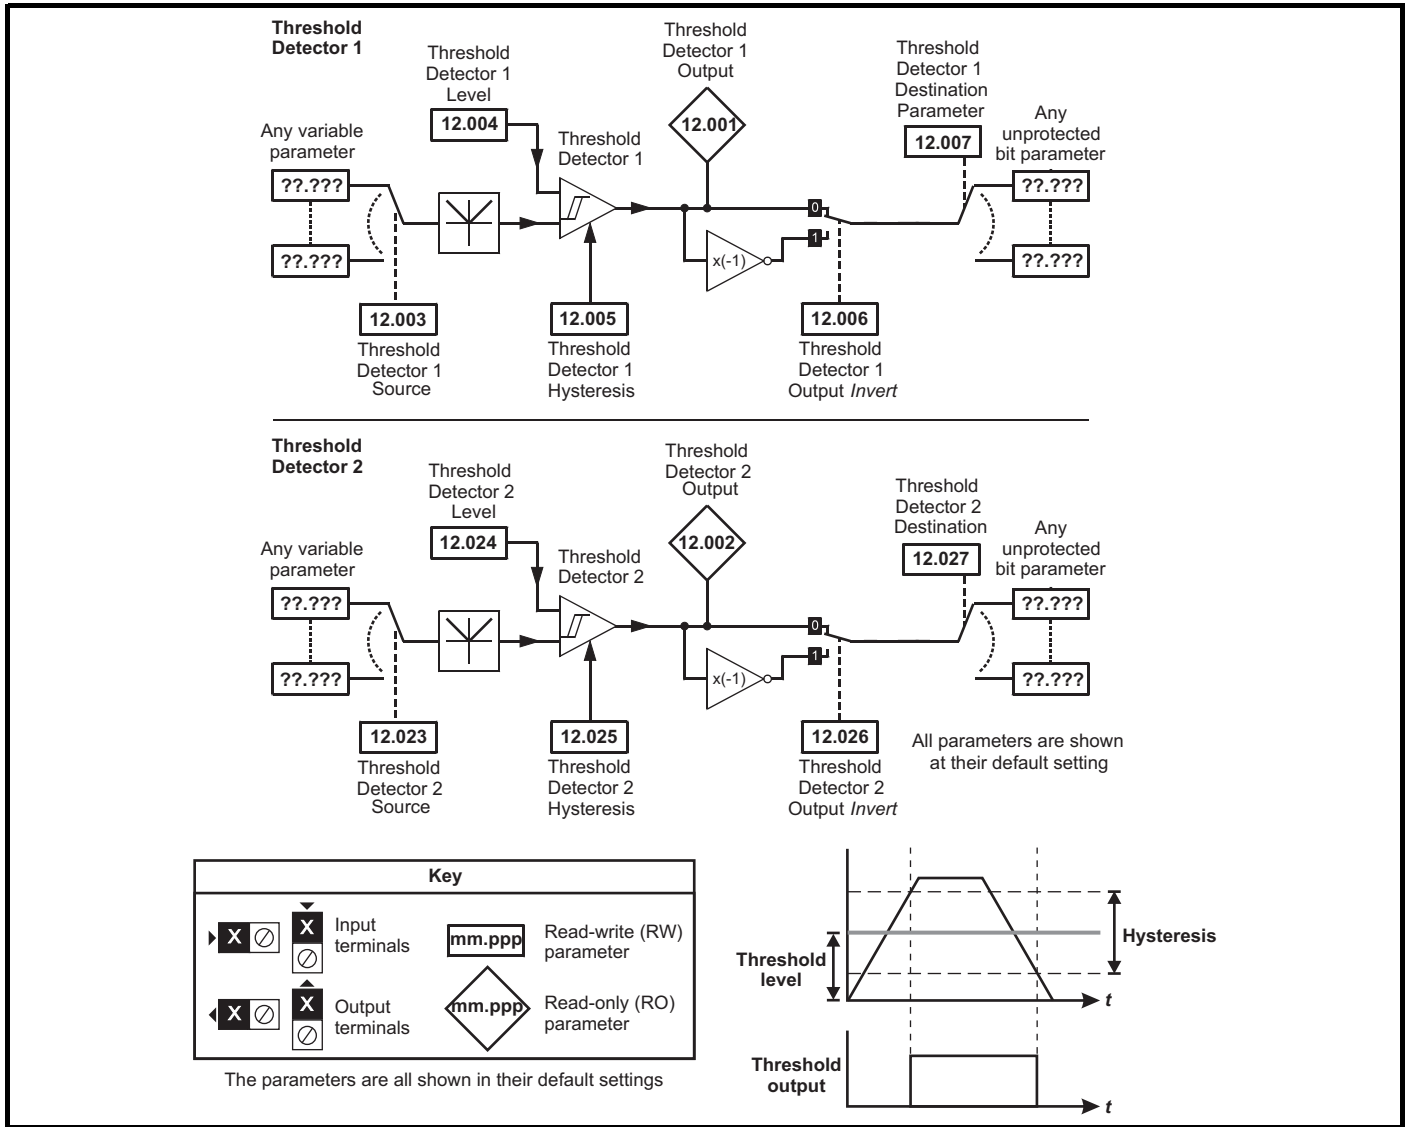 Threshold
Detector 1
Threshold
Detector 1
Level
12.004
Threshold
Detector 1
Output
12.001
Threshold
Detector 1
Destination
Parameter
12.007
Any variable
parameter
??.???
??.???
Threshold
Detector 1
Any
unprotected
bit parameter
??.???
??.???
0
1
x(-1)
12.003
Threshold
Detector 1
Source
12.005
Threshold
Detector 1
Hysteresis
12.006
Threshold
Detector 1
Output Invert
Threshold
Detector 2
Threshold
Detector 2
Level
12.024
Threshold
Detector 2
Output
12.002
Threshold
Detector 2
Destination
12.027
Any variable
parameter
??.???
??.???
Threshold
Detector 2
Any
unprotected
bit parameter
??.???
??.???
0
1
x(-1)
12.023
Threshold
Detector 2
Source
12.025
Threshold
Detector 2
Hysteresis
12.026
Threshold
Detector 2
Output Invert
All parameters are shown
at their default setting
Key
X
X
Input
terminals
mm.ppp
Read-write (RW)
parameter
X
X
Output
terminals
mm.ppp
Read-only (RO)
parameter
The parameters are all shown in their default settings
Threshold
level
Hysteresis
t
Threshold
output
t